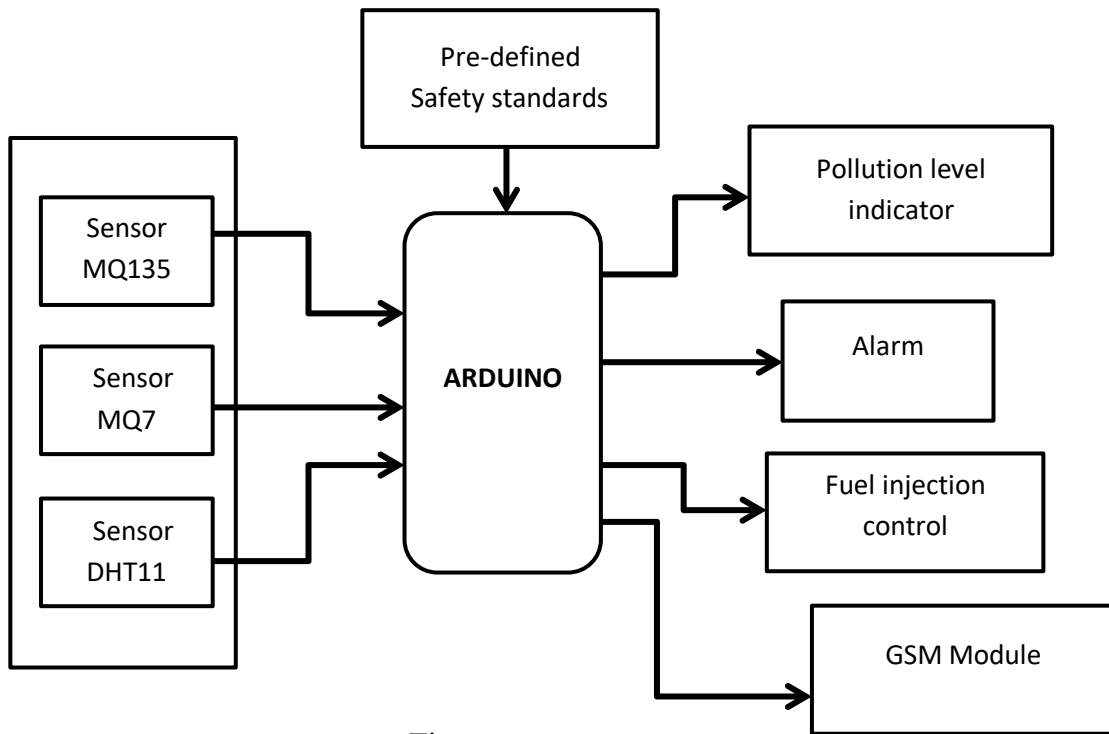 Pre-defined
Safety standards
Sensor
MQ135
Sensor
MQ7
Sensor
DHT11
ARDUINO
Pollution level
indicator
Alarm
Fuel injection
control
GSM Module